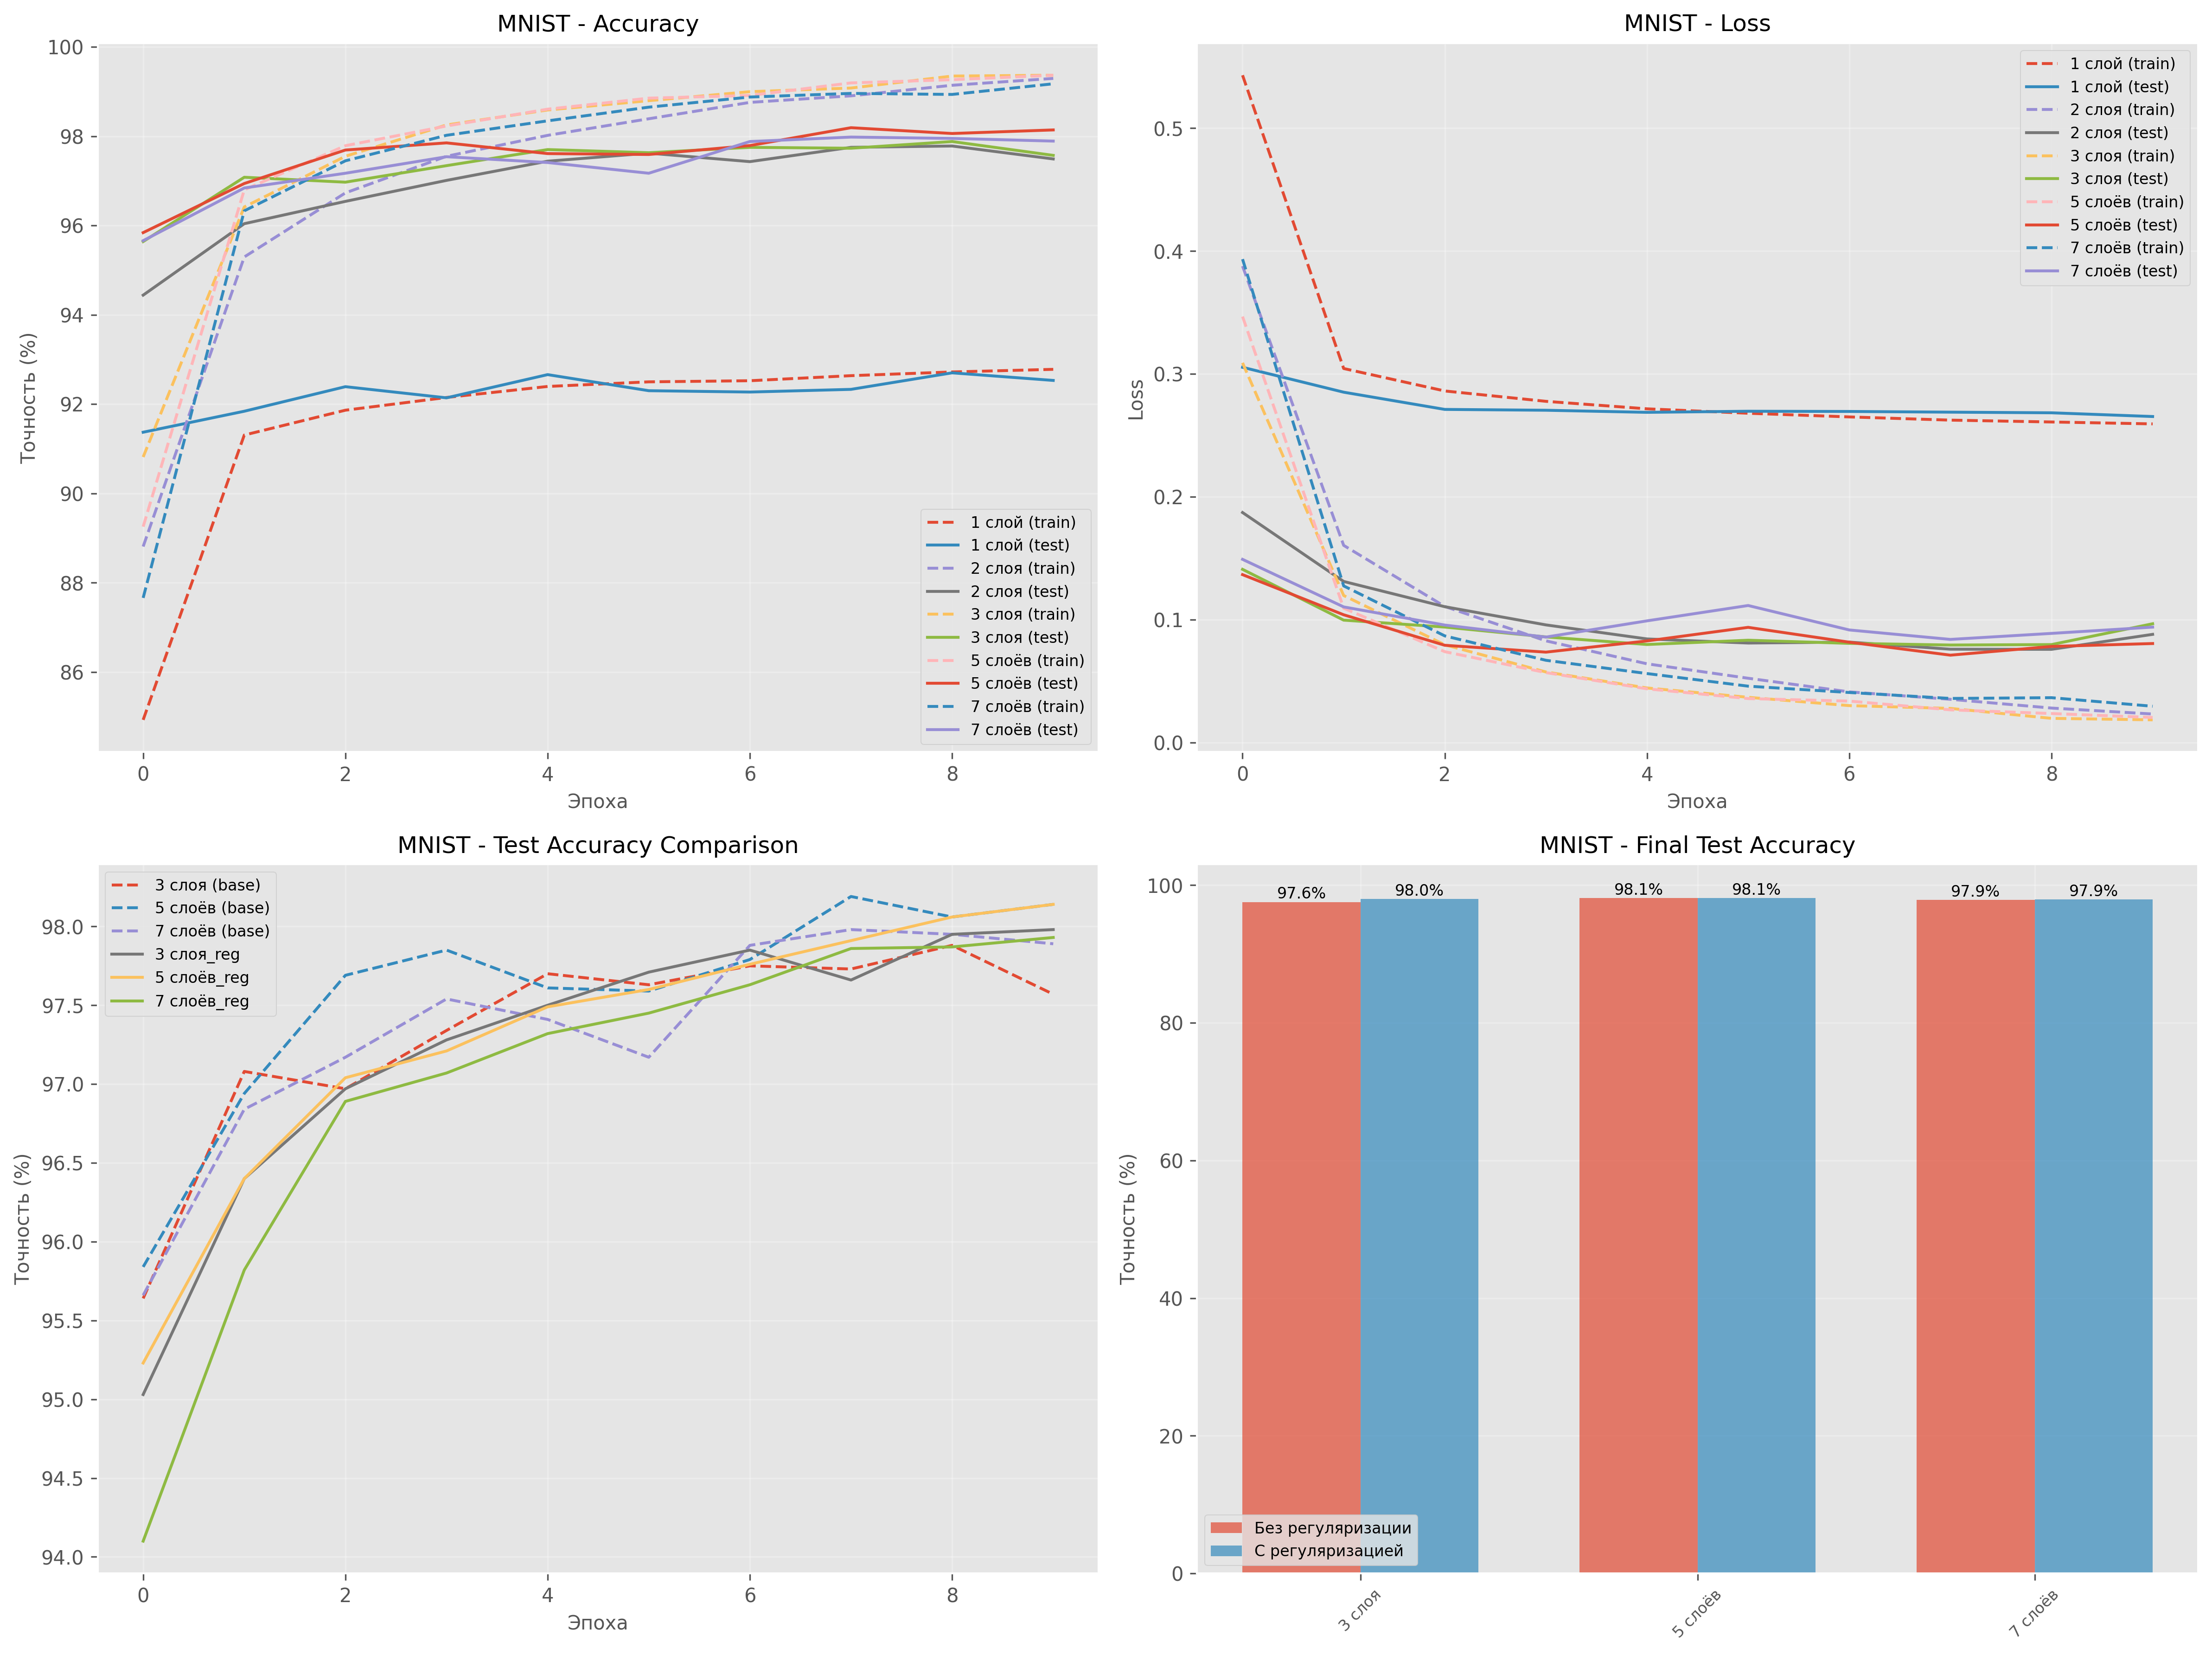 MNIST - Accuracy
Точность (%)
100
98
96
94
92
90
88
86
1 слой (train)
1 слой (test)
2 слоя (train)
2 слоя (test)
3 слоя (train)
3 слоя (test)
5 слоёв (train)
5 слоёв (test)
7 слоёв (train)
7 слоёв (test)
0 2 4 6 8
Эпоха
MNIST - Loss
Loss
0.5
0.4
0.3
0.2
0.1
0.0
1 слой (train)
1 слой (test)
2 слоя (train)
2 слоя (test)
3 слоя (train)
3 слоя (test)
5 слоёв (train)
5 слоёв (test)
7 слоёв (train)
7 слоёв (test)
0 2 4 6 8
Эпоха
MNIST - Test Accuracy Comparison
Точность (%)
3 слоя (base)
5 слоёв (base)
7 слоёв (base)
3 слоя_reg
5 слоёв_reg
7 слоёв_reg
98.0
97.5
97.0
96.5
96.0
95.5
95.0
94.5
94.0
0 2 4 6 8
Эпоха
MNIST - Final Test Accuracy
Точность (%)
100
80
60
40
20
0
97.6% 98.0% 98.1% 98.1% 97.9% 97.9%
Без регуляризации
С регуляризацией
3 слоя
5 слоёв
7 слоёв